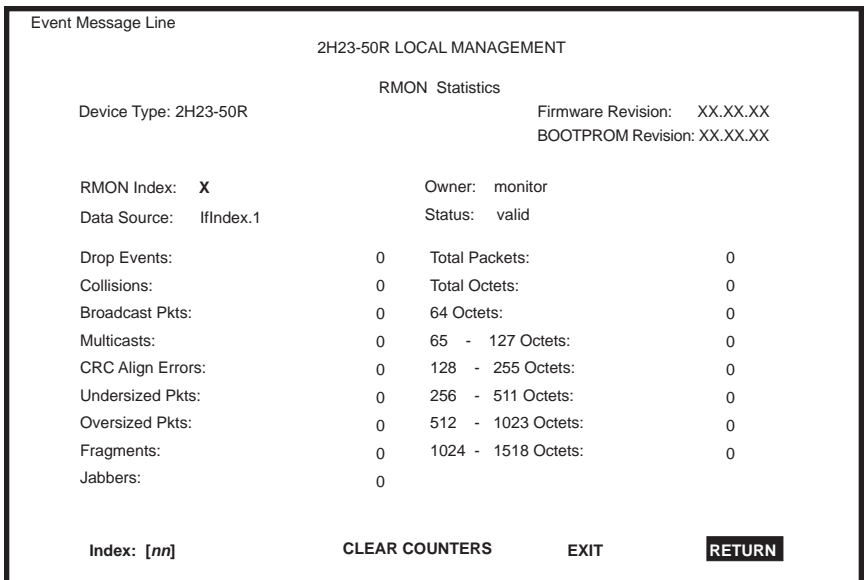 Event Message Line
2H23-50R LOCAL MANAGEMENT
RMON Statistics
Device Type: 2H23-50R Firmware Revision: XX.XX.XX
BOOTPROM Revision: XX.XX.XX
RMON Index: X Owner: monitor
Data Source: IfIndex.1 Status: valid
Drop Events: 0 Total Packets: 0
Collisions: 0 Total Octets: 0
Broadcast Pkts: 0 64 Octets: 0
Multicasts: 0 65 - 127 Octets: 0
CRC Align Errors: 0 128 - 255 Octets: 0
Undersized Pkts: 0 256 - 511 Octets: 0
Oversized Pkts: 0 512 - 1023 Octets: 0
Fragments: 0 1024 - 1518 Octets: 0
Jabbers: 0
Index: [nn] CLEAR COUNTERS EXIT RETURN